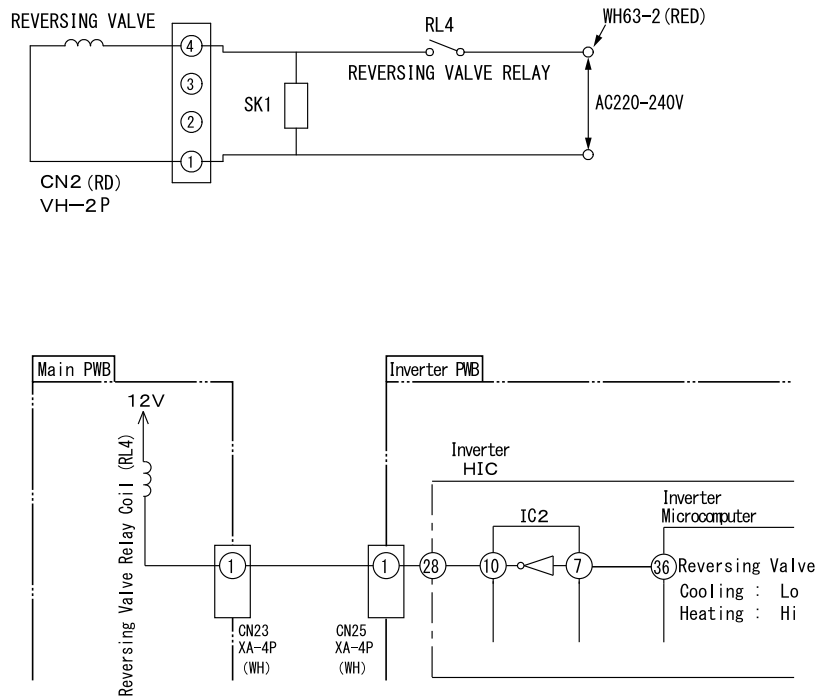 REVERSING VALVE
RL4
WH63-2 (RED)
④
REVERSING VALVE RELAY
③
SK1
AC220-240V
②
①
CN2 (RD)
VH-2P
Main PWB
Inverter PWB
12V
Reversing Valve Relay Coil (RL4)
Inverter
HIC
Inverter
Microcomputer
IC2
1
1
28
10
7
36
Reversing Valve
Cooling : Lo
Heating : Hi
CN23
XA-4P
(WH)
CN25
XA-4P
(WH)